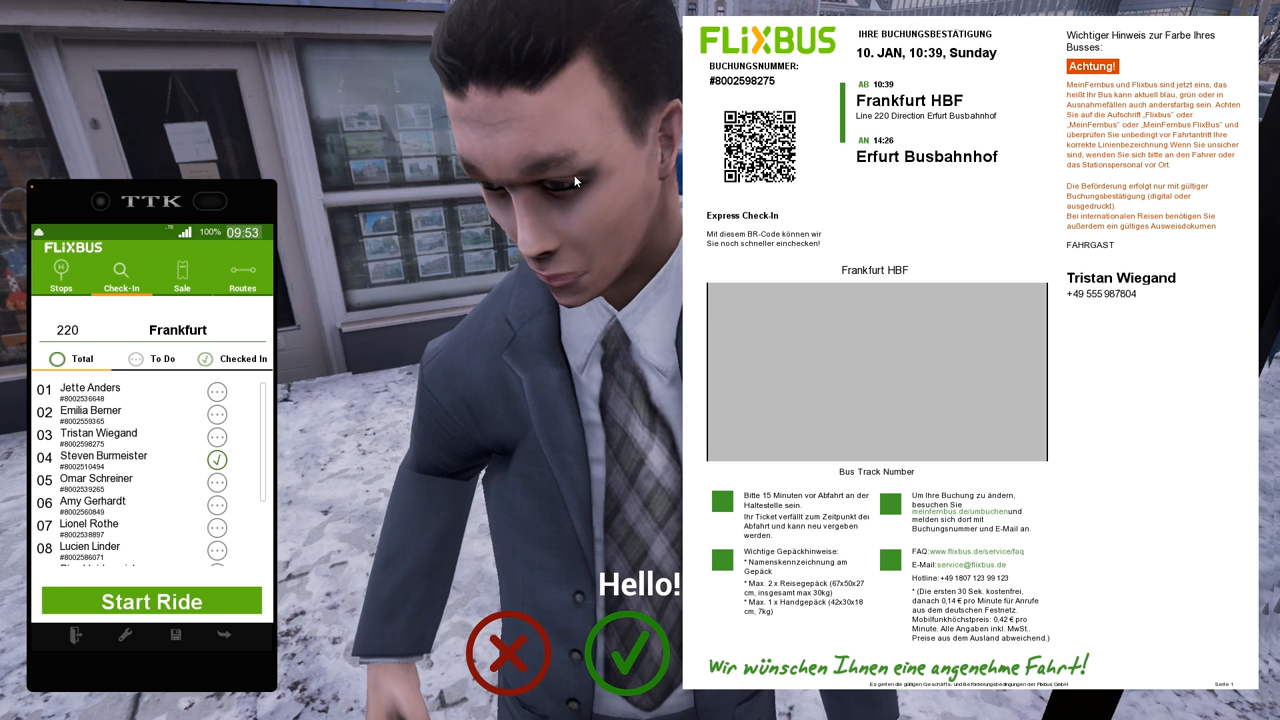 TTK
100% 09:53
FLiXBUS
Stops Check-In Sale Routes
220 Frankfurt
Total To Do Checked In
01 Jette Anders
#8002536648
02 Emilia Berner
#8002559365
03 Tristan Wiegand
#8002598275
04 Steven Burmeister
#8002510494
05 Omar Schreiner
#8002539265
06 Amy Gerhardt
#8002560849
07 Lionel Rothe
#8002538897
08 Lucien Linder
#8002586071
Start Ride
Hello!
FLiXBUS
BUCHUNGSNUMMER:
#8002598275
IHRE BUCHUNGSBESTÄTIGUNG
10. JAN, 10:39, Sunday
AB 10:39
Frankfurt HBF
Line 220 Direction Erfurt Busbahnhof
AN 14:26
Erfurt Busbahnhof
Express Check-In
Mit diesem BR-Code können wir
Sie noch schneller einchecken!
Frankfurt HBF
Bus Track Number
Bitte 15 Minuten vor Abfahrt an der
Haltestelle sein.
Ihr Ticket verfällt zum Zeitpunkt der
Abfahrt und kann neu vergeben
werden.
Wichtige Gepäckhinweise:
* Namenskennzeichnung am
Gepäck
* Max. 2 x Reisegepäck (67x50x27
cm, insgesamt max 30kg)
* Max. 1 x Handgepäck (42x30x18
cm, 7kg)
Um Ihre Buchung zu ändern,
besuchen Sie
meinfernbus.de/umbuchenund
melden sich dort mit
Buchungsnummer und E-Mail an.
FAQ:www.flixbus.de/service/faq
E-Mail:service@flixbus.de
Hotline:+49 1807 123 99 123
* (Die ersten 30 Sek. kostenfrei,
danach 0,14 € pro Minute für Anrufe
aus dem deutschen Festnetz.
Mobilfunkhöchstpreis: 0,42 € pro
Minute. Alle Angaben inkl. MwSt..
Preise aus dem Ausland abweichend.)
Wir wünschen Ihnen eine angenehme Fahrt!
Es gelten die gültigen Geschäfts- und Beförderungsbedingungen der Flixbus GmbH
Seite 1
Wichtiger Hinweis zur Farbe Ihres
Busses:
Achtung!
MeinFernbus und Flixbus sind jetzt eins, das
heißt Ihr Bus kann aktuell blau, grün oder in
Ausnahmefällen auch andersfarbig sein. Achten
Sie auf die Aufschrift „Flixbus" oder
„MeinFernbus" oder „MeinFernbus FlixBus" und
überprüfen Sie unbedingt vor Fahrtantritt Ihre
korrekte Linienbezeichnung.Wenn Sie unsicher
sind, wenden Sie sich bitte an den Fahrer oder
das Stationspersonal vor Ort.
Die Beförderung erfolgt nur mit gültiger
Buchungsbestätigung (digital oder
ausgedruckt).
Bei internationalen Reisen benötigen Sie
außerdem ein gültiges Ausweisdokumen
FAHRGAST
Tristan Wiegand
+49 555 987804